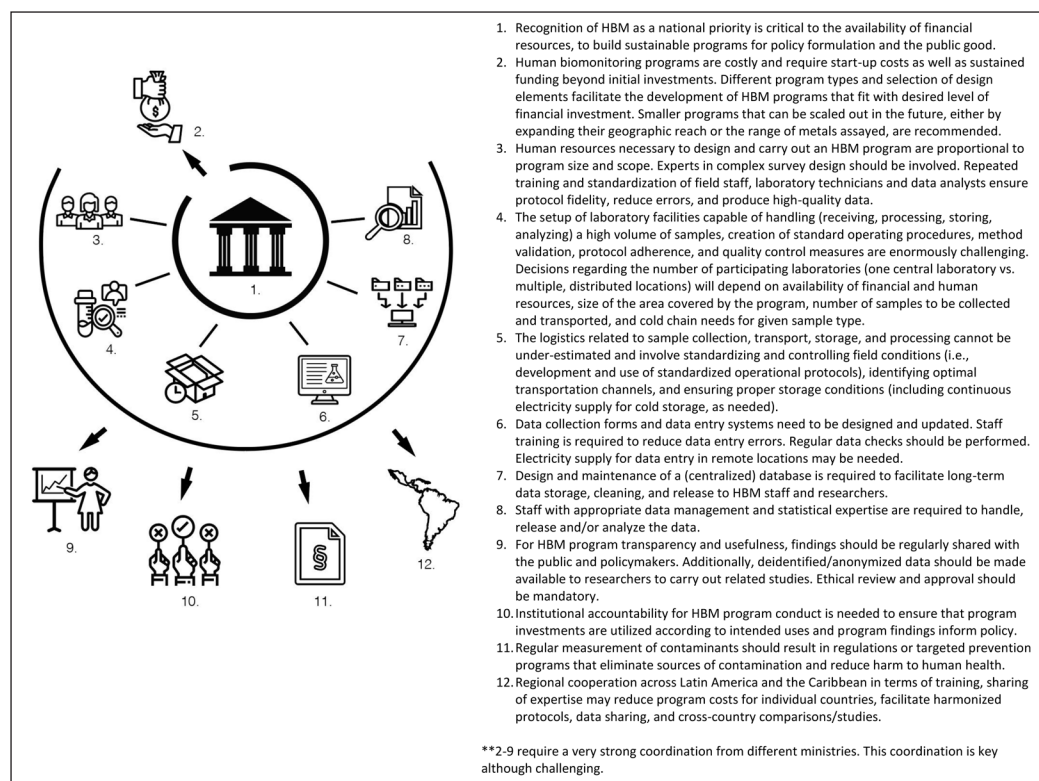 2.
3.
8.
1.
4.
7.
5.
6.
9.
10.
11.
12.
$
§
1. Recognition of HBM as a national priority is critical to the availability of financial
resources, to build sustainable programs for policy formulation and the public good.
2. Human biomonitoring programs are costly and require start-up costs as well as sustained
funding beyond initial investments. Different program types and selection of design
elements facilitate the development of HBM programs that fit with desired level of
financial investment. Smaller programs that can be scaled out in the future, either by
expanding their geographic reach or the range of metals assayed, are recommended.
3. Human resources necessary to design and carry out an HBM program are proportional to
program size and scope. Experts in complex survey design should be involved. Repeated
training and standardization of field staff, laboratory technicians and data analysts ensure
protocol fidelity, reduce errors, and produce high-quality data.
4. The setup of laboratory facilities capable of handling (receiving, processing, storing,
analyzing) a high volume of samples, creation of standard operating procedures, method
validation, protocol adherence, and quality control measures are enormously challenging.
Decisions regarding the number of participating laboratories (one central laboratory vs.
multiple, distributed locations) will depend on availability of financial and human
resources, size of the area covered by the program, number of samples to be collected
and transported, and cold chain needs for given sample type.
5. The logistics related to sample collection, transport, storage, and processing cannot be
under-estimated and involve standardizing and controlling field conditions (i.e.,
development and use of standardized operational protocols), identifying optimal
transportation channels, and ensuring proper storage conditions (including continuous
electricity supply for cold storage, as needed).
6. Data collection forms and data entry systems need to be designed and updated. Staff
training is required to reduce data entry errors. Regular data checks should be performed.
Electricity supply for data entry in remote locations may be needed.
7. Design and maintenance of a (centralized) database is required to facilitate long-term
data storage, cleaning, and release to HBM staff and researchers.
8. Staff with appropriate data management and statistical expertise are required to handle,
release and/or analyze the data.
9. For HBM program transparency and usefulness, findings should be regularly shared with
the public and policymakers. Additionally, deidentified/anonymized data should be made
available to researchers to carry out related studies. Ethical review and approval should
be mandatory.
10. Institutional accountability for HBM program conduct is needed to ensure that program
investments are utilized according to intended uses and program findings inform policy.
11. Regular measurement of contaminants should result in regulations or targeted prevention
programs that eliminate sources of contamination and reduce harm to human health.
12. Regional cooperation across Latin America and the Caribbean in terms of training, sharing
of expertise may reduce program costs for individual countries, facilitate harmonized
protocols, data sharing, and cross-country comparisons/studies.
**2-9 require a very strong coordination from different ministries. This coordination is key
although challenging.